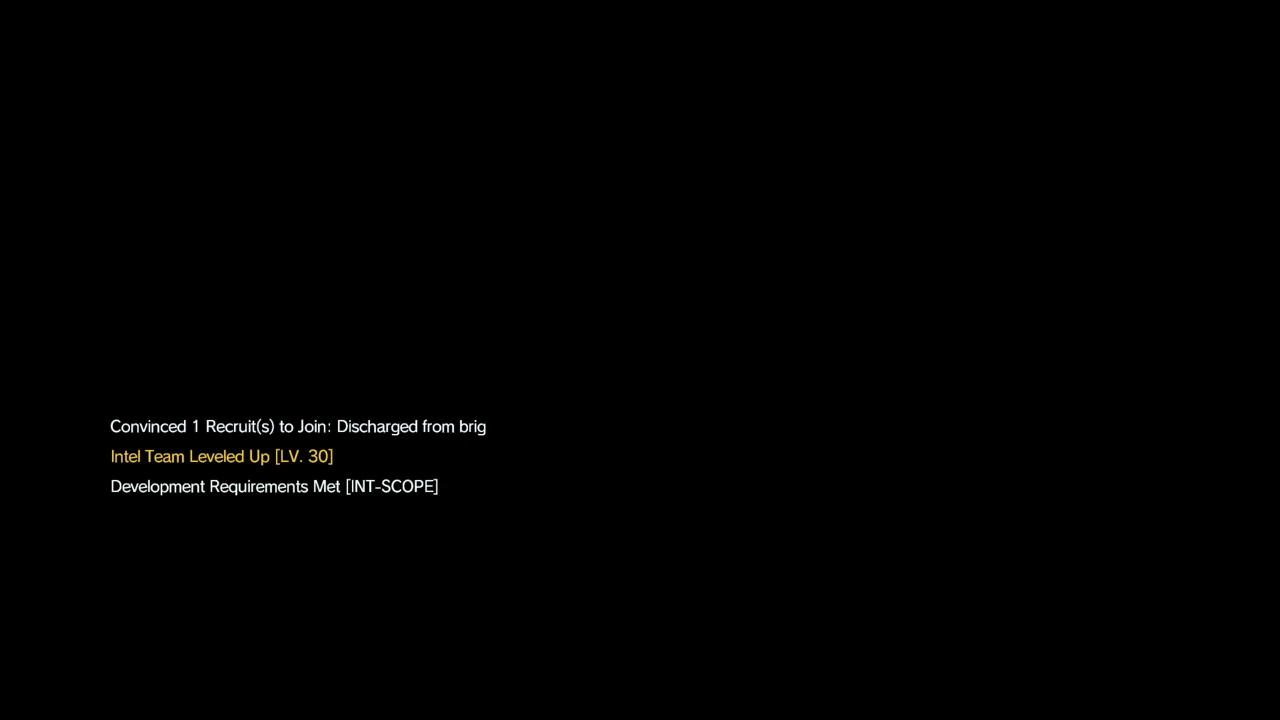 Convinced 1 Recruit(s) to Join: Discharged from brig
Intel Team Leveled Up [LV. 30]
Development Requirements Met [INT-SCOPE]